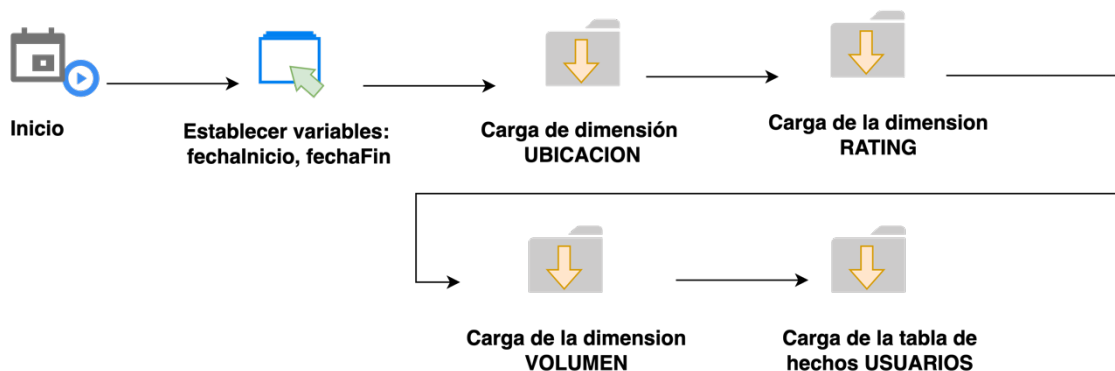 Inicio
Establecer variables:
fechaInicio, fechaFin
Carga de dimensión
UBICACION
Carga de la dimension
RATING
Carga de la dimension
VOLUMEN
Carga de la tabla de
hechos USUARIOS